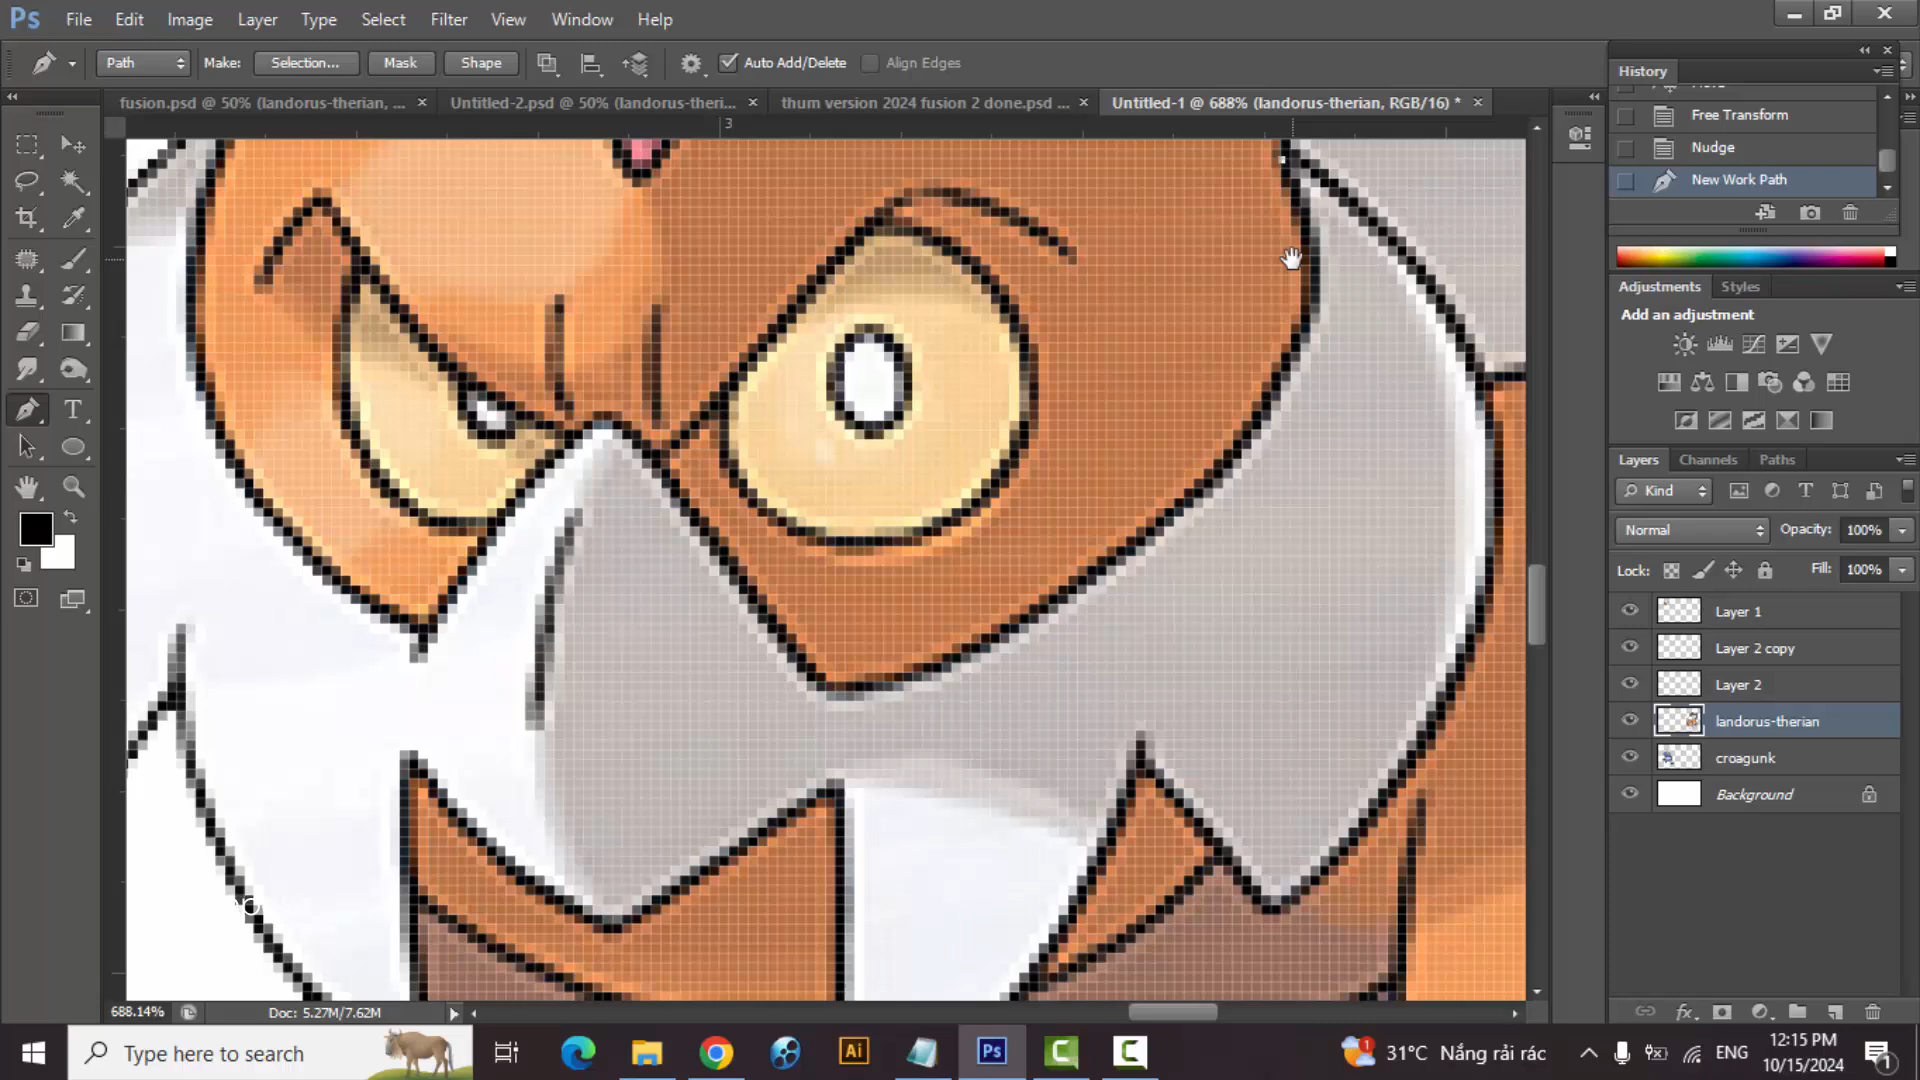 Ps File Edit Image Layer Type Select Filter View Window Help
Path Make: Selection... Mask Shape Auto Add/Delete Align Edges
fusion.psd @ 50% (landorus-therian, ... × Untitled-2.psd @ 50% (landorus-theri... × thum version 2024 fusion 2 done.psd ... × Untitled-1 @ 688% (landorus-therian, RGB/16) * ×
3
History
Free Transform
Nudge
New Work Path
Adjustments Styles
Add an adjustment
Layers Channels Paths
Kind
Normal Opacity: 100%
Lock: Fill: 100%
Layer 1
Layer 2 copy
Layer 2
landorus-therian
croagunk
Background
688.14% Doc: 5.27M/7.62M
Type here to search
Ai Ps
1 31°C Nắng rải rác ENG 12:15 PM
10/15/2024 1